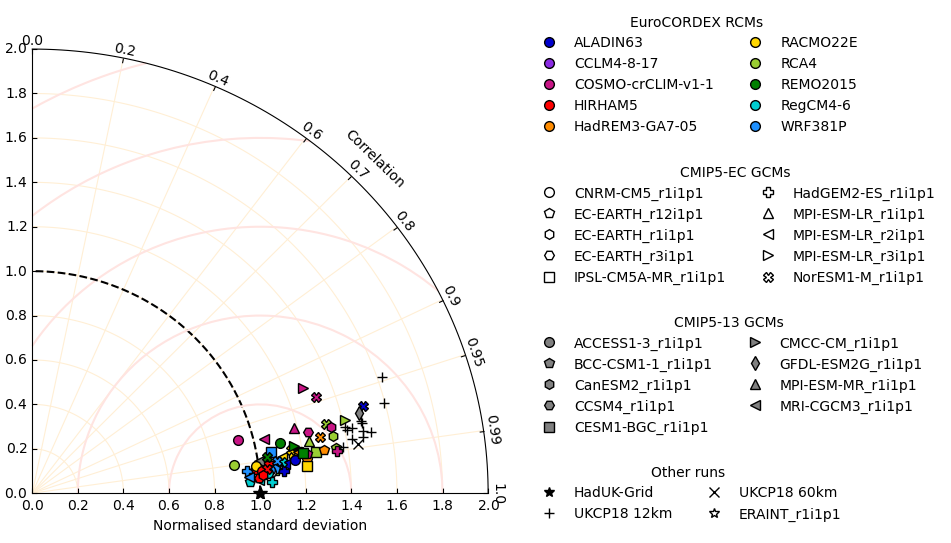 EuroCORDEX RCMs
ALADIN63
RACMO22E
CCLM4-8-17
RCA4
COSMO-crCLIM-v1-1
REMO2015
HIRHAM5
RegCM4-6
HadREM3-GA7-05
WRF381P
CMIP5-EC GCMs
CNRM-CM5_r1i1p1
HadGEM2-ES_r1i1p1
EC-EARTH_r12i1p1
MPI-ESM-LR_r1i1p1
EC-EARTH_r1i1p1
MPI-ESM-LR_r2i1p1
EC-EARTH_r3i1p1
MPI-ESM-LR_r3i1p1
IPSL-CM5A-MR_r1i1p1
NorESM1-M_r1i1p1
CMIP5-13 GCMs
ACCESS1-3_r1i1p1
CMCC-CM_r1i1p1
BCC-CSM1-1_r1i1p1
GFDL-ESM2G_r1i1p1
CanESM2_r1i1p1
MPI-ESM-MR_r1i1p1
CCSM4_r1i1p1
MRI-CGCM3_r1i1p1
CESM1-BGC_r1i1p1
Other runs
HadUK-Grid
UKCP18 60km
UKCP18 12km
ERAINT_r1i1p1
2.0
1.8
1.6
1.4
1.2
1.0
0.8
0.6
0.4
0.2
0.0
0.0
0.2
0.4
0.6
0.7
0.8
0.9
0.95
0.99
1.0
Correlation
0.0
0.2
0.4
0.6
0.8
1.0
1.2
1.4
1.6
1.8
2.0
Normalised standard deviation